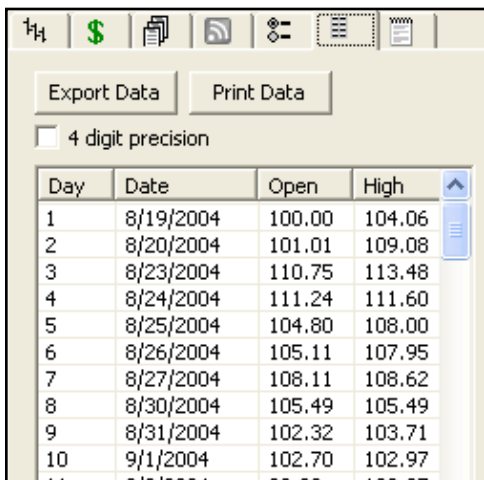 $
Export Data Print Data
4 digit precision
Day Date Open High
1 8/19/2004 100.00 104.06
2 8/20/2004 101.01 109.08
3 8/23/2004 110.75 113.48
4 8/24/2004 111.24 111.60
5 8/25/2004 104.80 108.00
6 8/26/2004 105.11 107.95
7 8/27/2004 108.11 108.62
8 8/30/2004 105.49 105.49
9 8/31/2004 102.32 103.71
10 9/1/2004 102.70 102.97